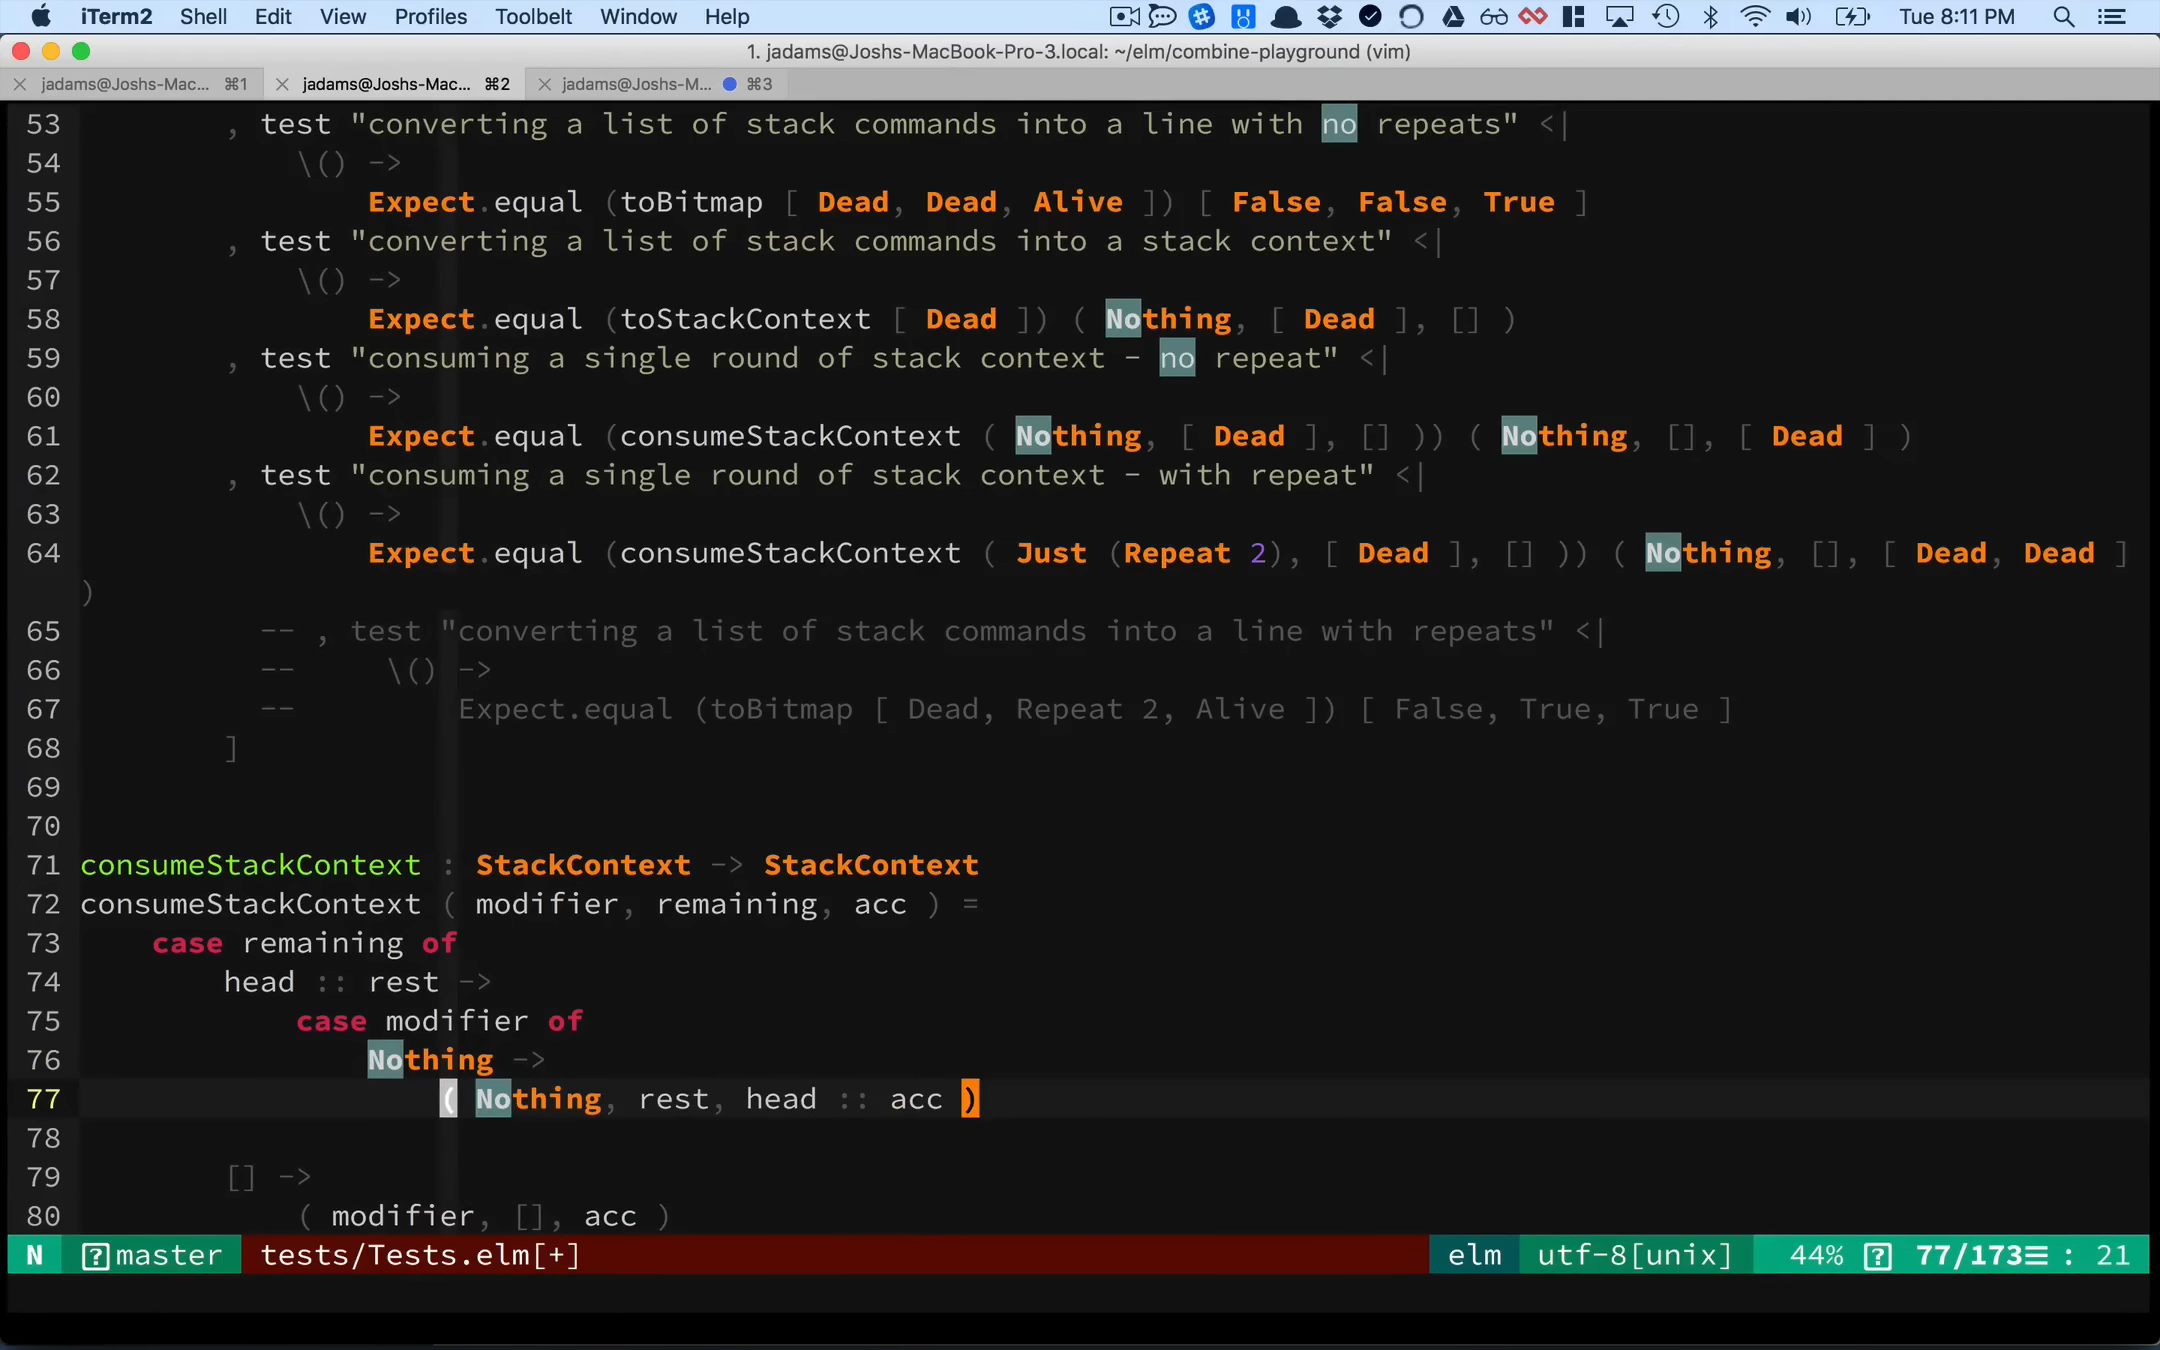 iTerm2 Shell Edit View Profiles Toolbelt Window Help Tue 8:11 PM
1. jadams@Joshs-MacBook-Pro-3.local: ~/elm/combine-playground (vim)
jadams@Joshs-Mac... ⌘1 jadams@Joshs-Mac... ⌘2 jadams@Joshs-M... ⌘3
53 , test "converting a list of stack commands into a line with no repeats" <|
54 \() ->
55 Expect.equal (toBitmap [ Dead, Dead, Alive ]) [ False, False, True ]
56 , test "converting a list of stack commands into a stack context" <|
57 \() ->
58 Expect.equal (toStackContext [ Dead ]) ( Nothing, [ Dead ], [] )
59 , test "consuming a single round of stack context - no repeat" <|
60 \() ->
61 Expect.equal (consumeStackContext ( Nothing, [ Dead ], [] )) ( Nothing, [], [ Dead ] )
62 , test "consuming a single round of stack context - with repeat" <|
63 \() ->
64 Expect.equal (consumeStackContext ( Just (Repeat 2), [ Dead ], [] )) ( Nothing, [], [ Dead, Dead ]
)
65 -- , test "converting a list of stack commands into a line with repeats" <|
66 -- \() ->
67 -- Expect.equal (toBitmap [ Dead, Repeat 2, Alive ]) [ False, True, True ]
68 ]
69
70
71 consumeStackContext : StackContext -> StackContext
72 consumeStackContext ( modifier, remaining, acc ) =
73 case remaining of
74 head :: rest ->
75 case modifier of
76 Nothing ->
77 ( Nothing, rest, head :: acc )
78
79 [] ->
80 ( modifier, [], acc )
N master tests/Tests.elm[+] elm utf-8[unix] 44% 77/173 : 21